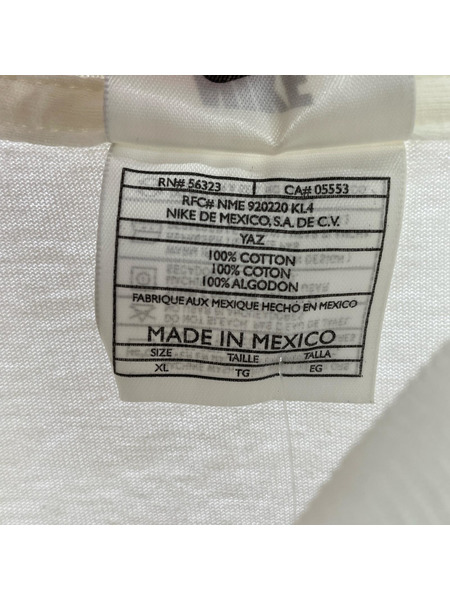 NIKE
RN# 56323 CA# 05553
RFC# NME 920220 KL4
NIKE DE MEXICO, S.A. DE C.V.
YAZ
100% COTTON
100% COTON
100% ALGODON
FABRIQUE AUX MEXIQUE HECHO EN MEXICO
MADE IN MEXICO
SIZE TAILLE TALLA
XL TG EG